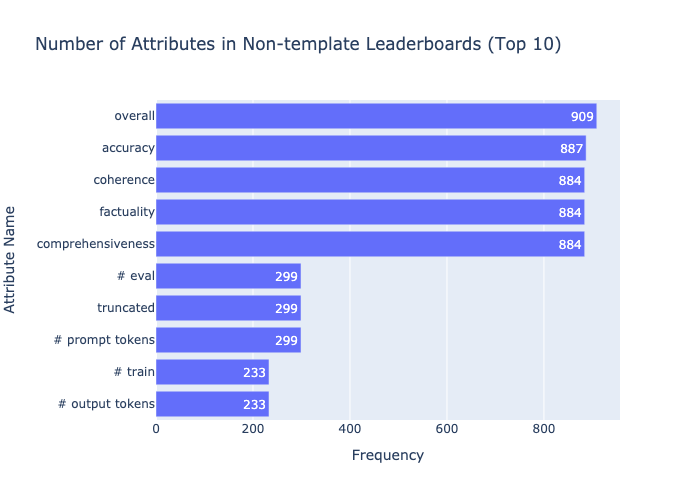 Number of Attributes in Non-template Leaderboards (Top 10)
Attribute Name
overall 909
accuracy 887
coherence 884
factuality 884
comprehensiveness 884
# eval 299
truncated 299
# prompt tokens 299
# train 233
# output tokens 233
0 200 400 600 800
Frequency